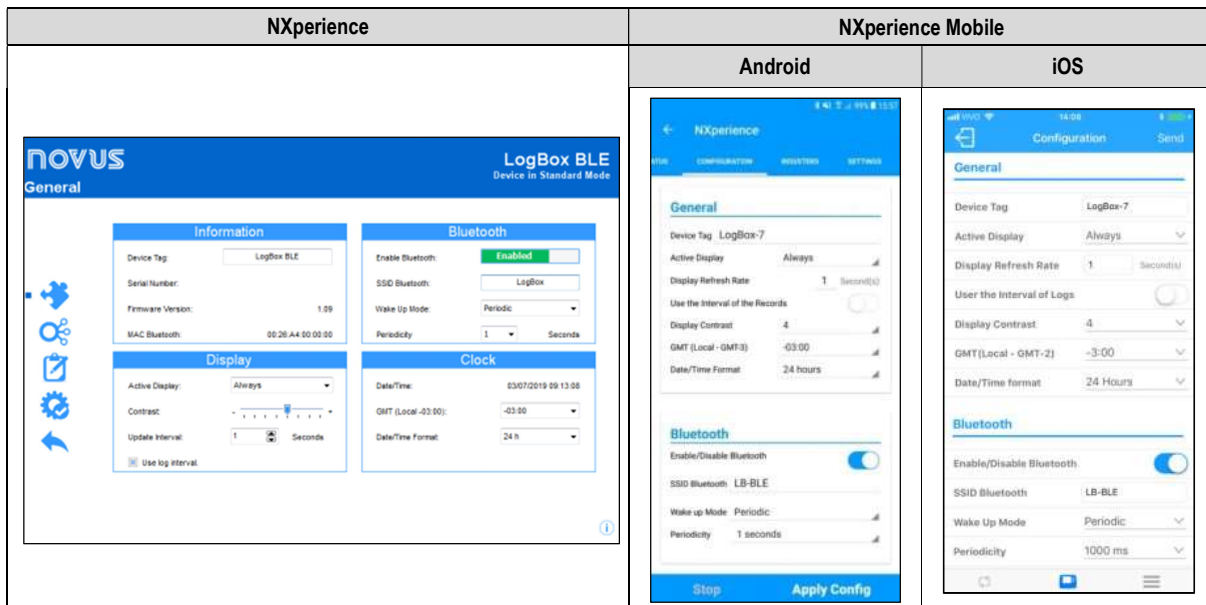 NXperience
NXperience Mobile
Android
iOS
novus
LogBox BLE
Device in Standard Mode
General
Information
Device Tag:
LogBox BLE
Serial Number:
Firmware Version:
1.09
MAC Bluetooth:
00:26:A4:00:00:00
Bluetooth
Enable Bluetooth:
Enabled
SSID Bluetooth:
LogBox
Wake Up Mode:
Periodic
Periodicity
1
Seconds
Display
Active Display:
Always
Contrast:
- +
Update Interval:
1
Seconds
Use log interval.
Clock
Date/Time:
03/07/2019 09:13:08
GMT (Local -03:00):
-03:00
Date/Time Format:
24 h
99% 15:57
NXperience
ATUS CONFIGURATION REGISTERS SETTINGS
General
Device Tag LogBox-7
Active Display Always
Display Refresh Rate 1 Second(s)
Use the Interval of the Records
Display Contrast 4
GMT (Local - GMT-3) -03:00
Date/Time Format 24 hours
Bluetooth
Enable/Disable Bluetooth
SSID Bluetooth LB-BLE
Wake up Mode Periodic
Periodicity 1 seconds
Stop Apply Config
VIVO 14:08
Configuration Send
General
Device Tag LogBox-7
Active Display Always
Display Refresh Rate 1 Second(s)
User the Interval of Logs
Display Contrast 4
GMT(Local - GMT-2) -3:00
Date/Time format 24 Hours
Bluetooth
Enable/Disable Bluetooth
SSID Bluetooth LB-BLE
Wake Up Mode Periodic
Periodicity 1000 ms